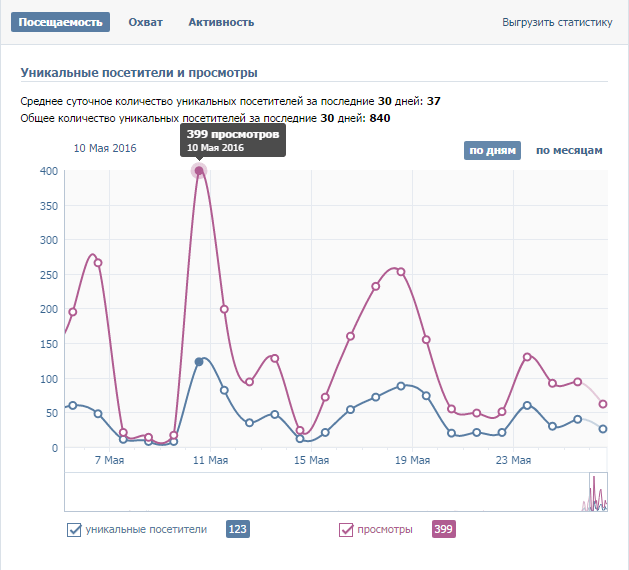 Посещаемость Охват Активность Выгрузить статистику
Уникальные посетители и просмотры
Среднее суточное количество уникальных посетителей за последние 30 дней: 37
Общее количество уникальных посетителей за последние 30 дней: 840
399 просмотров
10 Мая 2016
10 Мая 2016 по дням по месяцам
400
350
300
250
200
150
100
50
0
7 Мая 11 Мая 15 Мая 19 Мая 23 Мая
уникальные посетители 123 просмотры 399